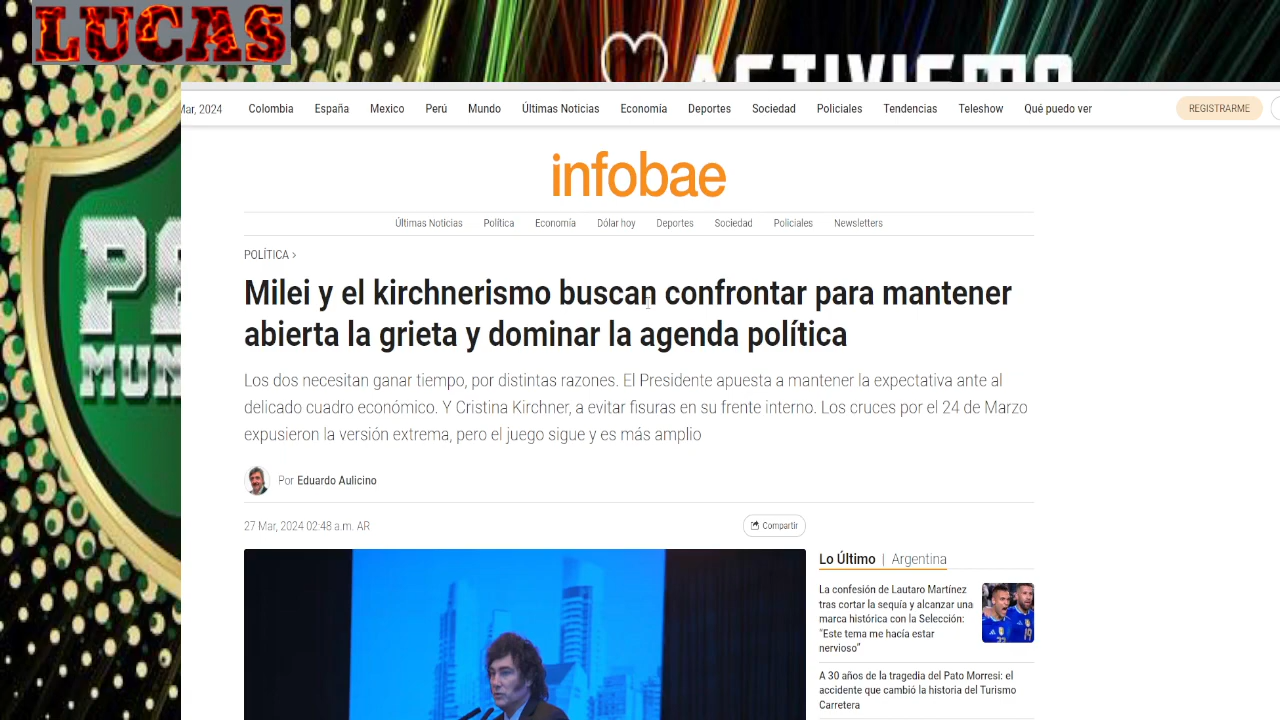 LUCAS
ACTIVISMO
Mar, 2024 Colombia España Mexico Perú Mundo Últimas Noticias Economía Deportes Sociedad Policiales Tendencias Teleshow Qué puedo ver REGISTRARME
infobae
Últimas Noticias Política Economía Dólar hoy Deportes Sociedad Policiales Newsletters
POLÍTICA >
Milei y el kirchnerismo buscan confrontar para mantener
abierta la grieta y dominar la agenda política
Los dos necesitan ganar tiempo, por distintas razones. El Presidente apuesta a mantener la expectativa ante al
delicado cuadro económico. Y Cristina Kirchner, a evitar fisuras en su frente interno. Los cruces por el 24 de Marzo
expusieron la versión extrema, pero el juego sigue y es más amplio
Por Eduardo Aulicino
27 Mar, 2024 02:48 a.m. AR
Compartir
Lo Último | Argentina
La confesión de Lautaro Martínez
tras cortar la sequía y alcanzar una
marca histórica con la Selección:
“Este tema me hacía estar
nervioso”
A 30 años de la tragedia del Pato Morresi: el
accidente que cambió la historia del Turismo
Carretera
PA
MUN